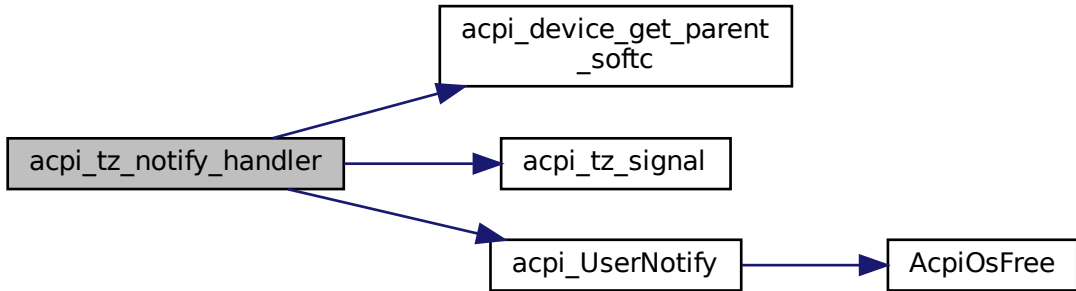 acpi_device_get_parent
_softc
acpi_tz_notify_handler
acpi_tz_signal
acpi_UserNotify
AcpiOsFree